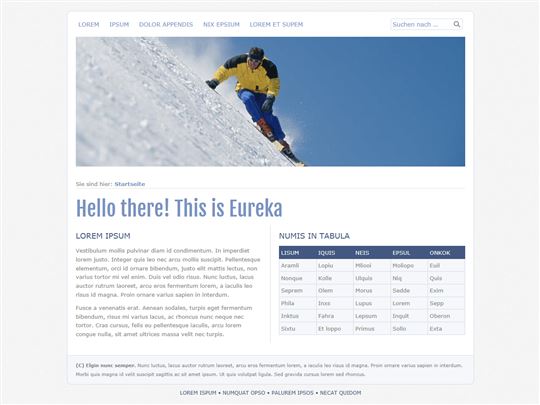 LOREM IPSUM DOLOR APPENDIS NIX EPSIUM LOREM ET SUPEM Suchen nach ...
Sie sind hier: Startseite
Hello there! This is Eureka
LOREM IPSUM
Vestibulum mollis pulvinar diam id condimentum. In imperdiet
lorem justo. Integer quis leo nec arcu mollis suscipit. Pellentesque
elementum, orci id ornare bibendum, justo elit mattis lectus, non
varius tortor mi vel enim. Duis vel odio risus. Nunc luctus, lacus
auctor rutrum laoreet, arcu eros fermentum lorem, a iaculis leo
risus id magna. Proin ornare varius sapien in interdum.
Fusce a venenatis erat. Aenean sodales, turpis eget fermentum
bibendum, risus mi varius lacus, ac rhoncus nunc neque nec
tortor. Cras cursus, felis eu pellentesque iaculis, arcu lorem
congue nulla, sit amet ultrices massa velit nec turpis.
NUMIS IN TABULA
LISUM IQUIS NEIS EPSUL ONKOK
Aramli Lopiu Milooi Moliopo Euil
Nonque Kolle Ulquis Niq Quis
Seprem Olem Morus Sedde Exim
Phila Inxs Lupus Lorem Sepp
Inktus Fahra Lepsum Inquit Oberon
Sixtu Et loppo Primus Sollo Exta
(C) Elgin nunc semper. Nunc luctus, lacus auctor rutrum laoreet, arcu eros fermentum lorem, a iaculis leo risus id magna. Proin ornare varius sapien in interdum.
Morbi quis magna id velit suscipit sagittis ac sit amet ipsum. Ut quis volutpat ligula. Sed gravida cursus lorem sed rhoncus.
LOREM ISPUM • NUMQUAT OPSO • PALUREM IPSOS • NECAT QUIDOM